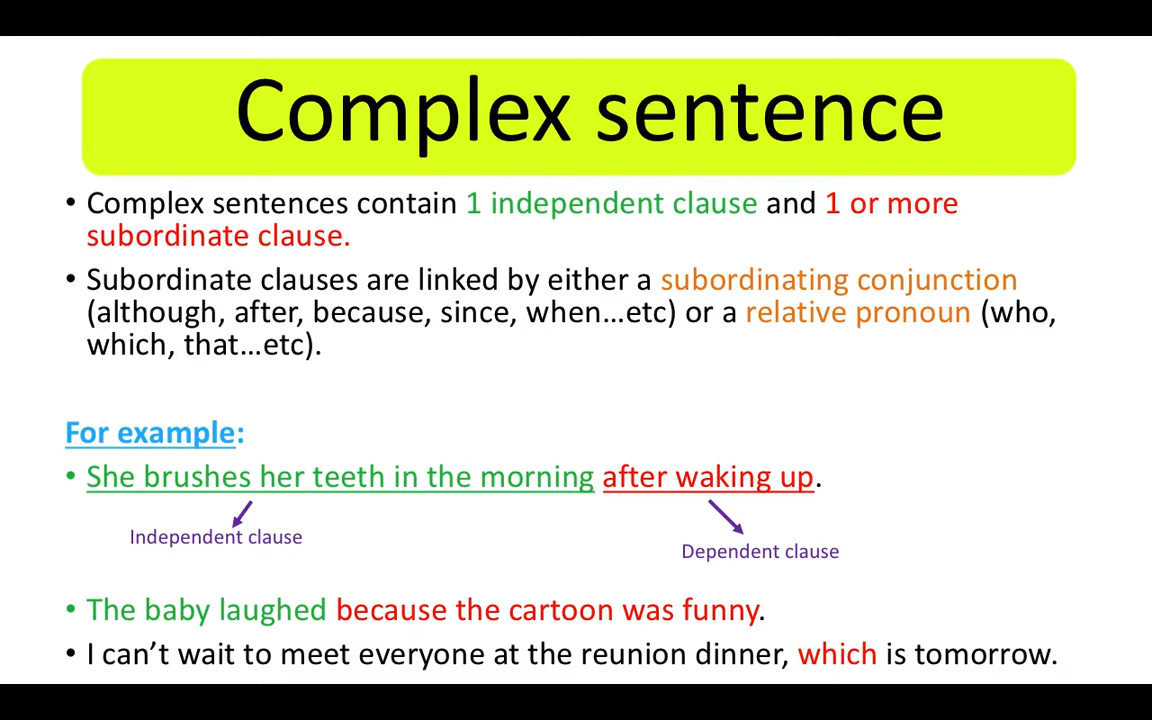 Complex sentence
• Complex sentences contain 1 independent clause and 1 or more
subordinate clause.
• Subordinate clauses are linked by either a subordinating conjunction
(although, after, because, since, when…etc) or a relative pronoun (who,
which, that…etc).
For example:
• She brushes her teeth in the morning after waking up.
Independent clause
Dependent clause
• The baby laughed because the cartoon was funny.
• I can’t wait to meet everyone at the reunion dinner, which is tomorrow.